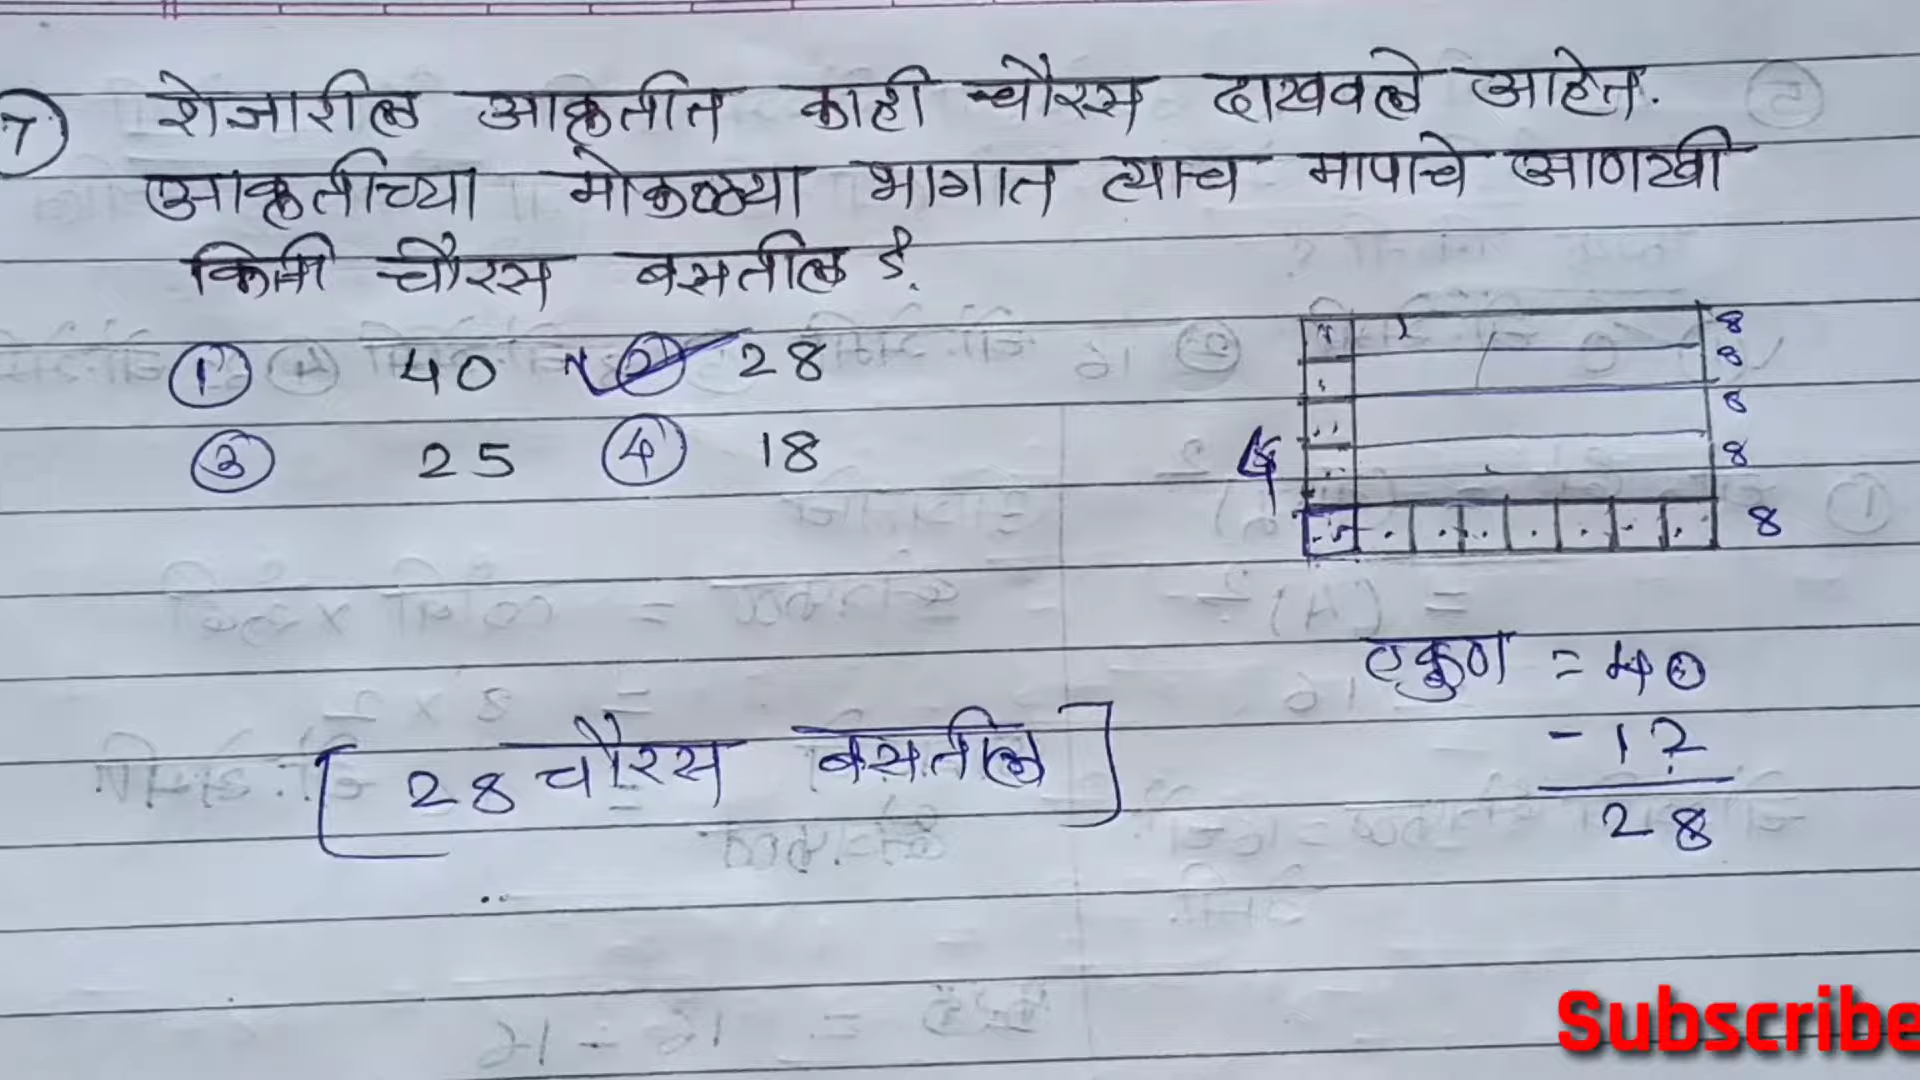 7 शेजारील आकृतीत काही चौरस दाखवले आहेत.
आकृतीच्या मोकळ्या भागात त्याच मापाचे आणखी
किती चौरस बसतील ?
1 40 2 28
3 25 4 18
8
8
8
8
8
एकुण = 40
- 12
28
[28 चौरस बसतील]
Subscribe